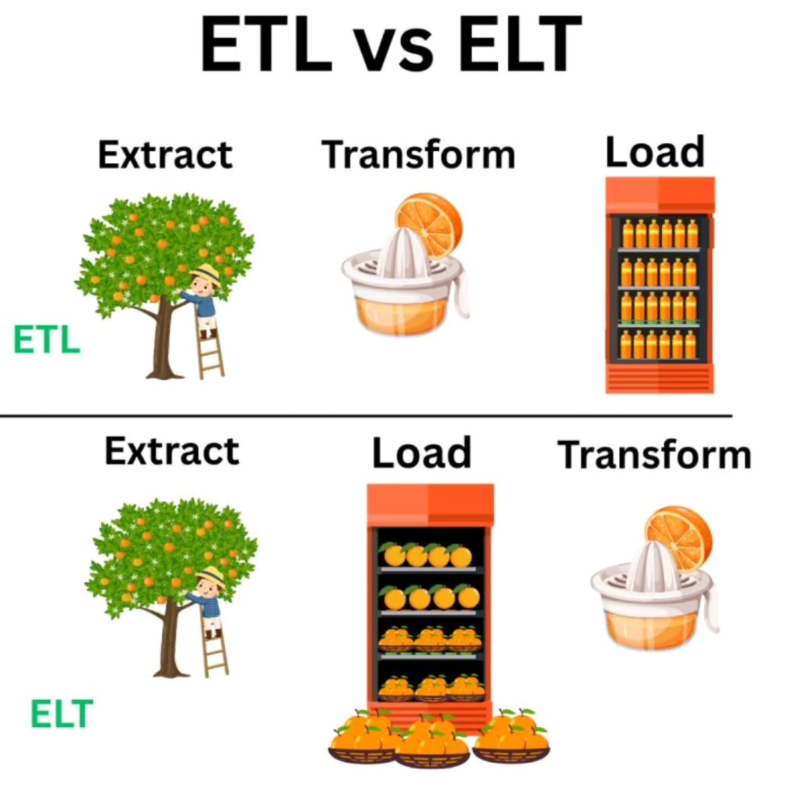 ETL vs ELT
Extract Transform Load
ETL
Extract Load Transform
ELT